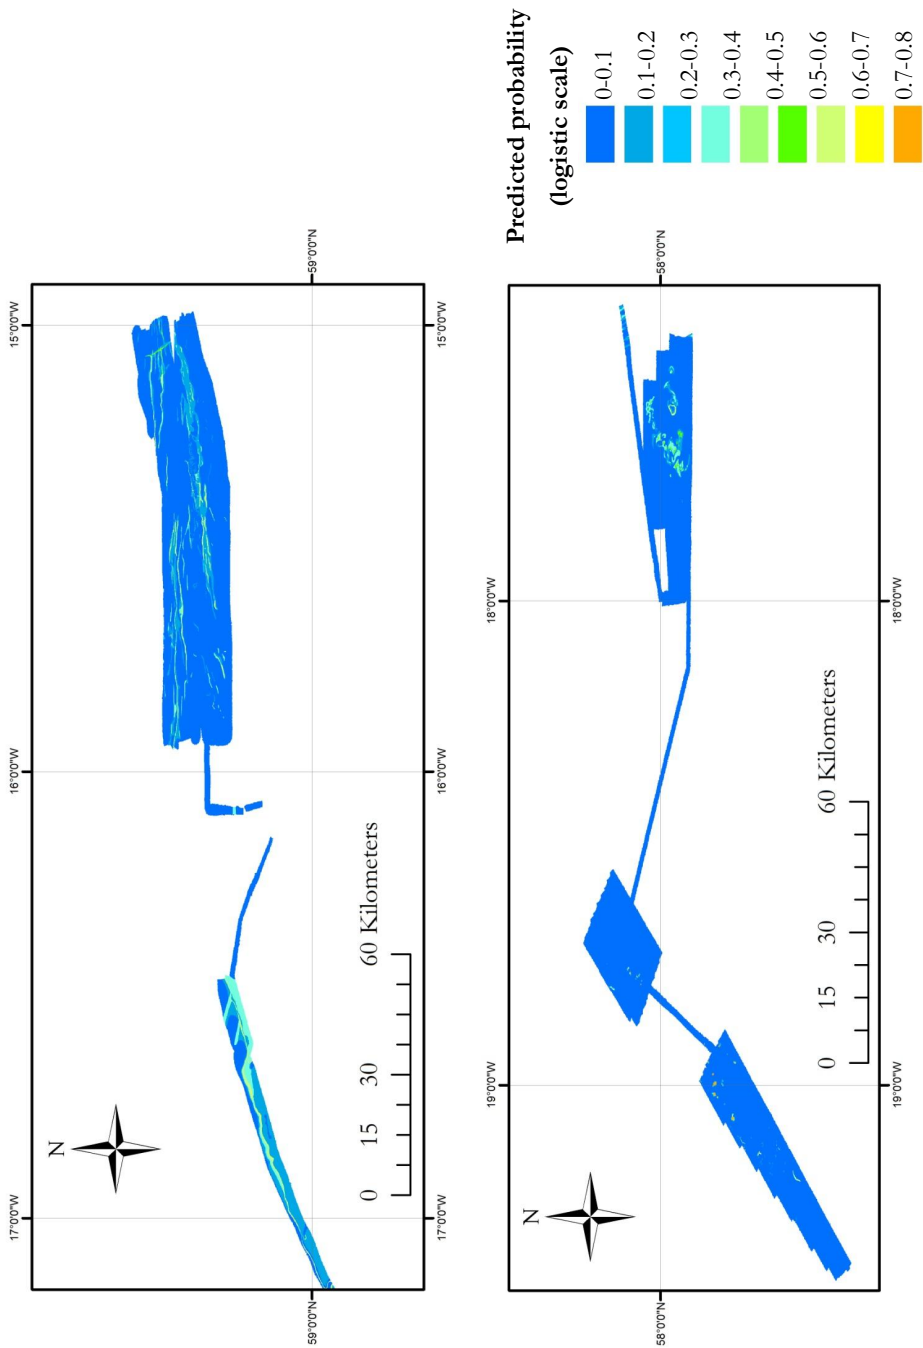 17°0'0"W
16°0'0"W
15°0'0"W
N
59°0'0"N
59°0'0"N
0 15 30 60 Kilometers
17°0'0"W
16°0'0"W
15°0'0"W
19°0'0"W
18°0'0"W
N
58°0'0"N
58°0'0"N
0 15 30 60 Kilometers
19°0'0"W
18°0'0"W
Predicted probability
(logistic scale)
0-0.1
0.1-0.2
0.2-0.3
0.3-0.4
0.4-0.5
0.5-0.6
0.6-0.7
0.7-0.8